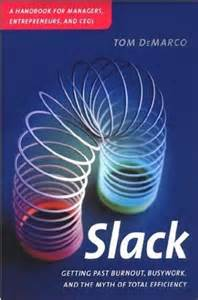 A HANDBOOK FOR MANAGERS,
ENTREPRENEURS, AND CEOS
TOM DEMARCO
Slack
GETTING PAST BURNOUT, BUSYWORK,
AND THE MYTH OF TOTAL EFFICIENCY